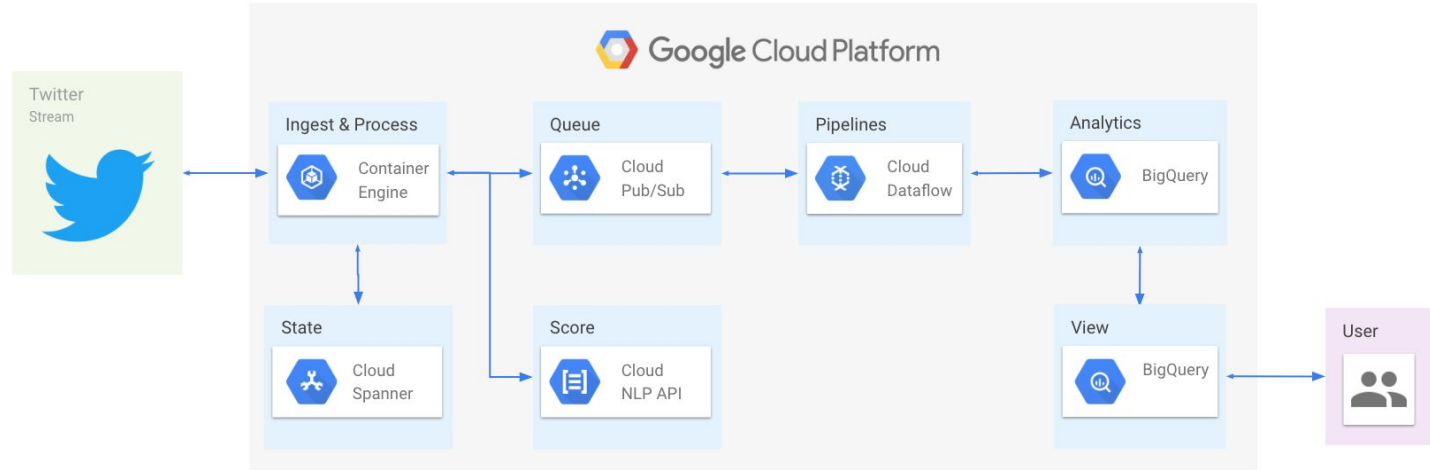 Google Cloud Platform
Twitter
Stream
Ingest & Process
Container
Engine
Queue
Cloud
Pub/Sub
Pipelines
Cloud
Dataflow
Analytics
BigQuery
State
Cloud
Spanner
Score
Cloud
NLP API
View
BigQuery
User